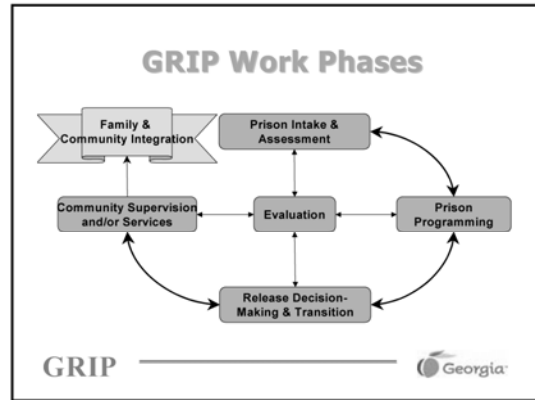 GRIP Work Phases
Family &
Community Integration
Prison Intake &
Assessment
Community Supervision
and/or Services
Evaluation
Prison
Programming
Release Decision-
Making & Transition
GRIP
Georgia